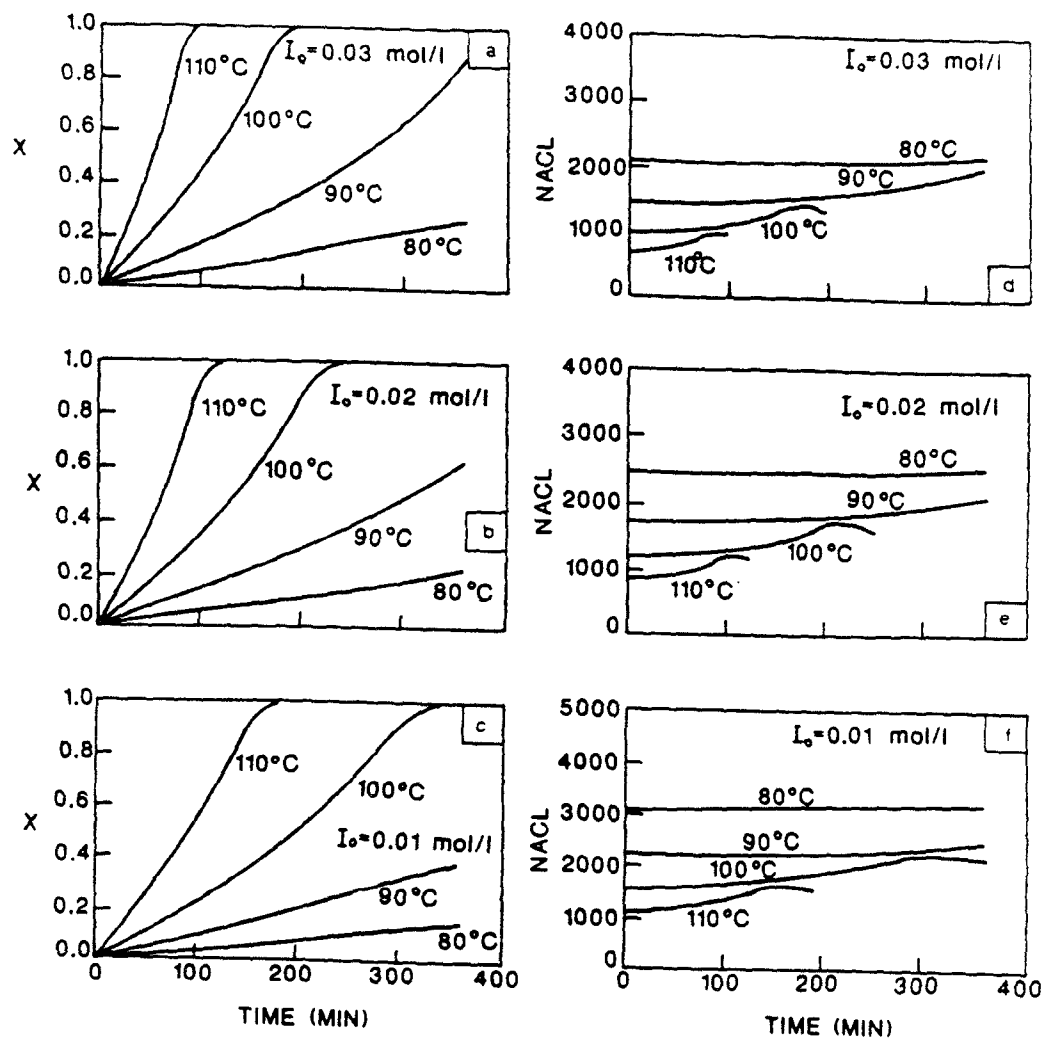 1.0
0.8
0.6
0.4
0.2
0.0
X
110°C
100°C
90°C
80°C
I₀=0.03 mol/l
a
4000
3000
2000
1000
0
NACL
I₀=0.03 mol/l
80°C
90°C
100°C
110°C
d
1.0
0.8
0.6
0.4
0.2
0.0
X
110°C
100°C
90°C
80°C
I₀=0.02 mol/l
b
4000
3000
2000
1000
0
NACL
I₀=0.02 mol/l
80°C
90°C
100°C
110°C
e
1.0
0.8
0.6
0.4
0.2
0.0
X
110°C
100°C
I₀=0.01 mol/l
90°C
80°C
c
0 100 200 300 400
TIME (MIN)
5000
4000
3000
2000
1000
0
NACL
I₀=0.01 mol/l
80°C
90°C
100°C
110°C
f
0 100 200 300 400
TIME (MIN)